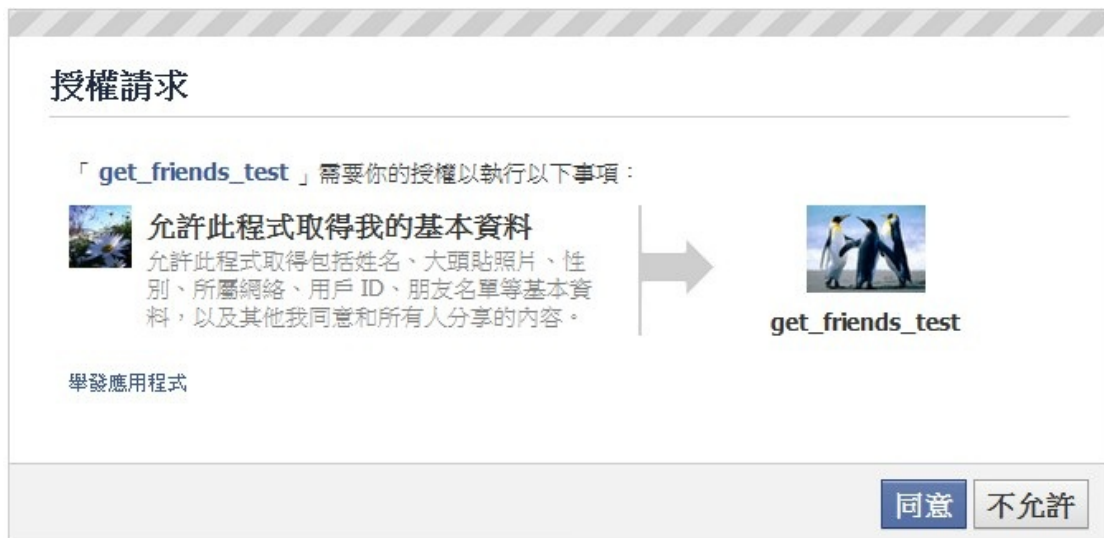 授權請求
「 get_friends_test 」需要你的授權以執行以下事項：
允許此程式取得我的基本資料
允許此程式取得包括姓名、大頭貼照片、性
別、所屬網絡、用戶 ID、朋友名單等基本資
料，以及其他我同意和所有人分享的內容。
get_friends_test
舉發應用程式
同意
不允許